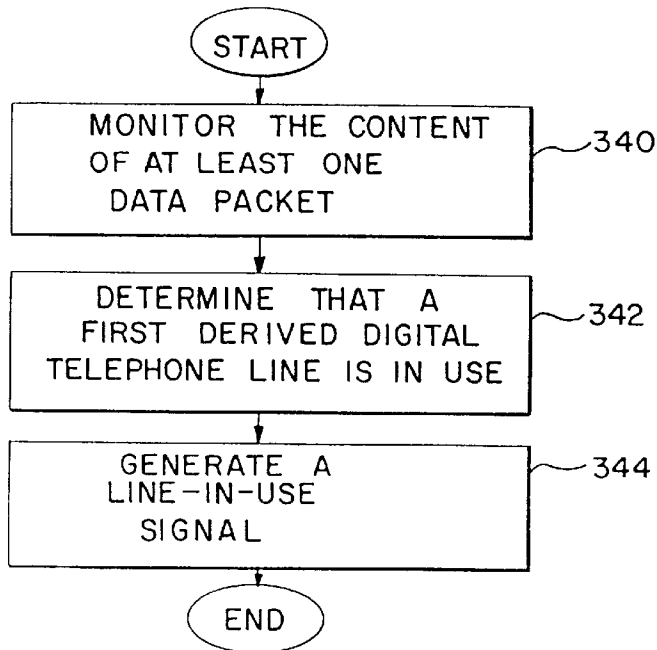 START
MONITOR THE CONTENT
OF AT LEAST ONE
DATA PACKET
340
DETERMINE THAT A
FIRST DERIVED DIGITAL
TELEPHONE LINE IS IN USE
342
GENERATE A
LINE-IN-USE
SIGNAL
344
END